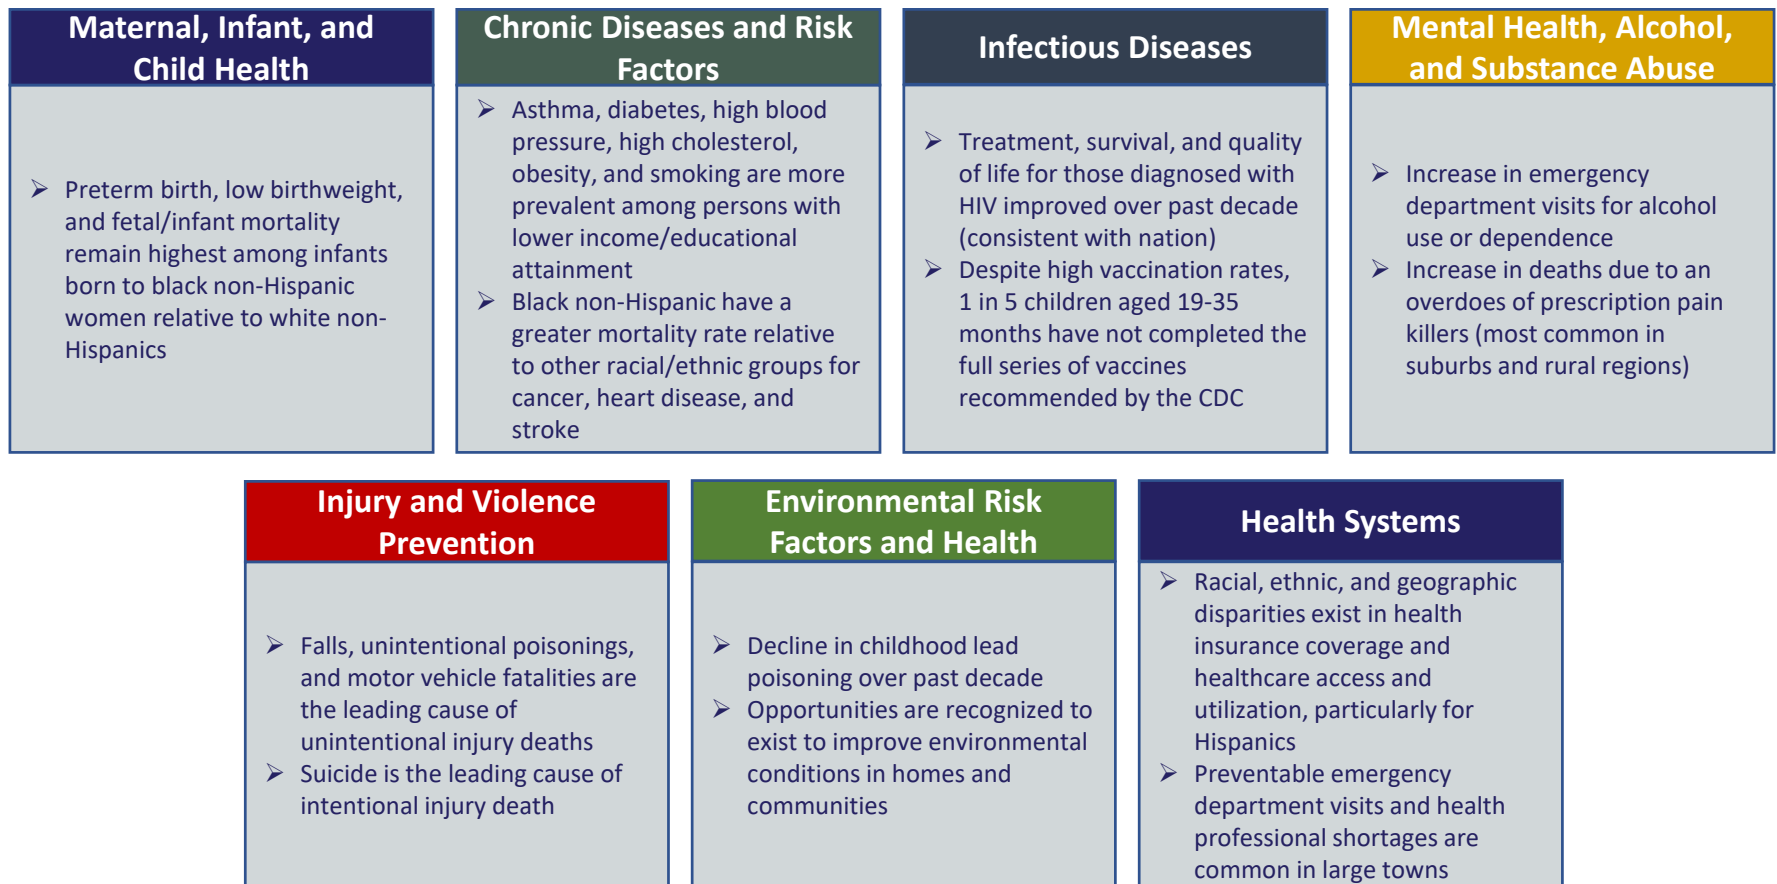 Maternal, Infant, and
Child Health
➢ Preterm birth, low birthweight,
and fetal/infant mortality
remain highest among infants
born to black non-Hispanic
women relative to white non-
Hispanics
Chronic Diseases and Risk
Factors
➢ Asthma, diabetes, high blood
pressure, high cholesterol,
obesity, and smoking are more
prevalent among persons with
lower income/educational
attainment
➢ Black non-Hispanic have a
greater mortality rate relative
to other racial/ethnic groups for
cancer, heart disease, and
stroke
Infectious Diseases
➢ Treatment, survival, and quality
of life for those diagnosed with
HIV improved over past decade
(consistent with nation)
➢ Despite high vaccination rates,
1 in 5 children aged 19-35
months have not completed the
full series of vaccines
recommended by the CDC
Mental Health, Alcohol,
and Substance Abuse
➢ Increase in emergency
department visits for alcohol
use or dependence
➢ Increase in deaths due to an
overdoes of prescription pain
killers (most common in
suburbs and rural regions)
Injury and Violence
Prevention
➢ Falls, unintentional poisonings,
and motor vehicle fatalities are
the leading cause of
unintentional injury deaths
➢ Suicide is the leading cause of
intentional injury death
Environmental Risk
Factors and Health
➢ Decline in childhood lead
poisoning over past decade
➢ Opportunities are recognized to
exist to improve environmental
conditions in homes and
communities
Health Systems
➢ Racial, ethnic, and geographic
disparities exist in health
insurance coverage and
healthcare access and
utilization, particularly for
Hispanics
➢ Preventable emergency
department visits and health
professional shortages are
common in large towns